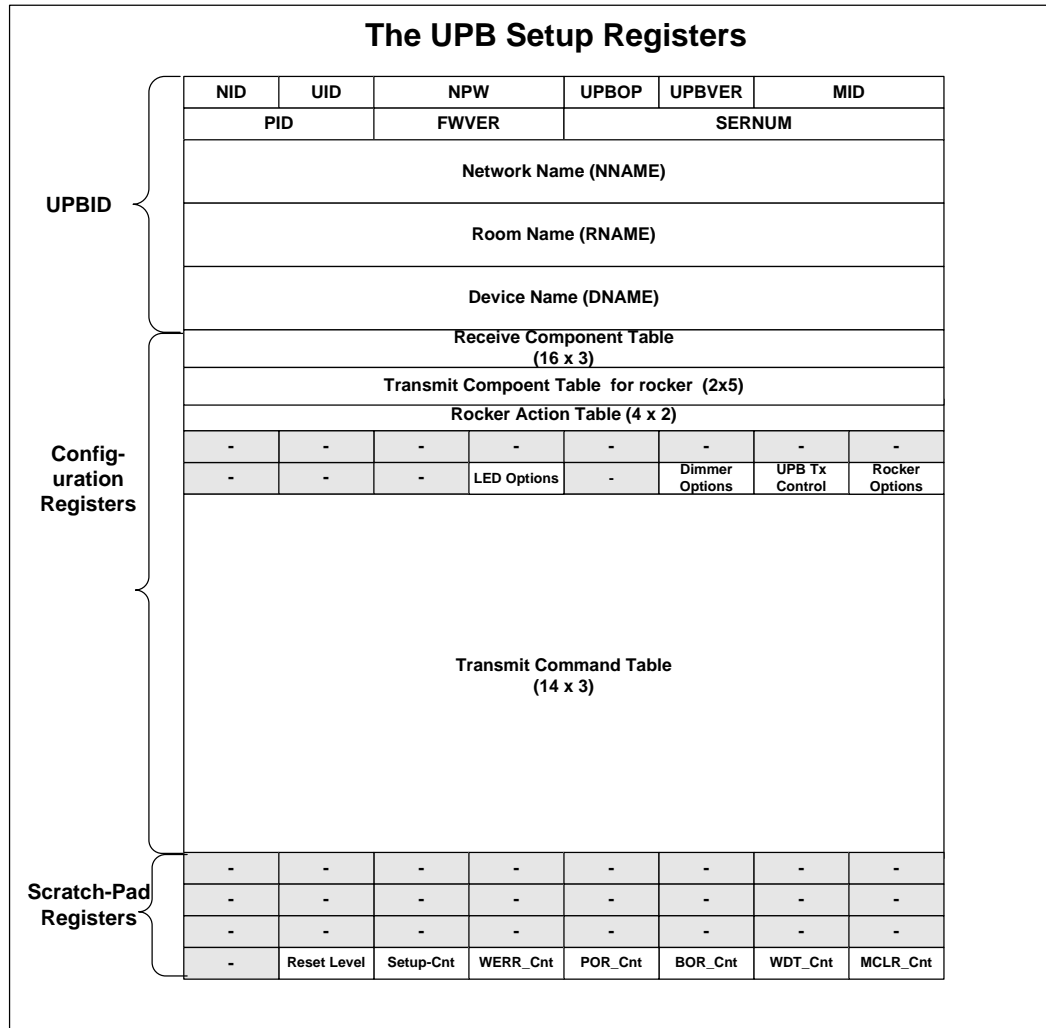 The UPB Setup Registers
NID UID NPW UPBOP UPBVER MID
PID FWVER SERNUM
Network Name (NNAME)
UPBID
Room Name (RNAME)
Device Name (DNAME)
Receive Component Table
(16 x 3)
Transmit Compoent Table for rocker (2x5)
Rocker Action Table (4 x 2)
Config-
uration
Registers
- - - - - - - -
- - - LED Options - Dimmer Options UPB Tx Control Rocker Options
Transmit Command Table
(14 x 3)
Scratch-Pad
Registers
- - - - - - - -
- - - - - - - -
- - - - - - - -
- Reset Level Setup-Cnt WERR_Cnt POR_Cnt BOR_Cnt WDT_Cnt MCLR_Cnt